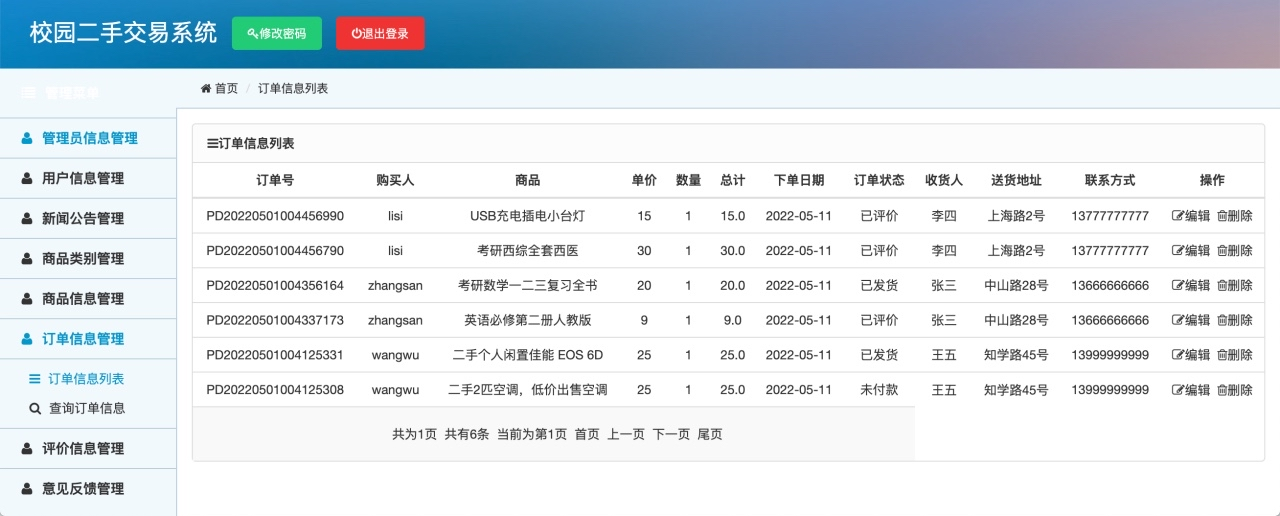 校园二手交易系统 修改密码 退出登录
管理菜单
首页 / 订单信息列表
管理员信息管理
用户信息管理
新闻公告管理
商品类别管理
商品信息管理
订单信息管理
订单信息列表
查询订单信息
评价信息管理
意见反馈管理
订单信息列表
订单号 购买人 商品 单价 数量 总计 下单日期 订单状态 收货人 送货地址 联系方式 操作
PD20220501004456990 lisi USB充电插电小台灯 15 1 15.0 2022-05-11 已评价 李四 上海路2号 13777777777 编辑 删除
PD20220501004456790 lisi 考研西综全套西医 30 1 30.0 2022-05-11 已评价 李四 上海路2号 13777777777 编辑 删除
PD20220501004356164 zhangsan 考研数学一二三复习全书 20 1 20.0 2022-05-11 已发货 张三 中山路28号 13666666666 编辑 删除
PD20220501004337173 zhangsan 英语必修第二册人教版 9 1 9.0 2022-05-11 已评价 张三 中山路28号 13666666666 编辑 删除
PD20220501004125331 wangwu 二手个人闲置佳能 EOS 6D 25 1 25.0 2022-05-11 已发货 王五 知学路45号 13999999999 编辑 删除
PD20220501004125308 wangwu 二手2匹空调，低价出售空调 25 1 25.0 2022-05-11 未付款 王五 知学路45号 13999999999 编辑 删除
共为1页 共有6条 当前为第1页 首页 上一页 下一页 尾页